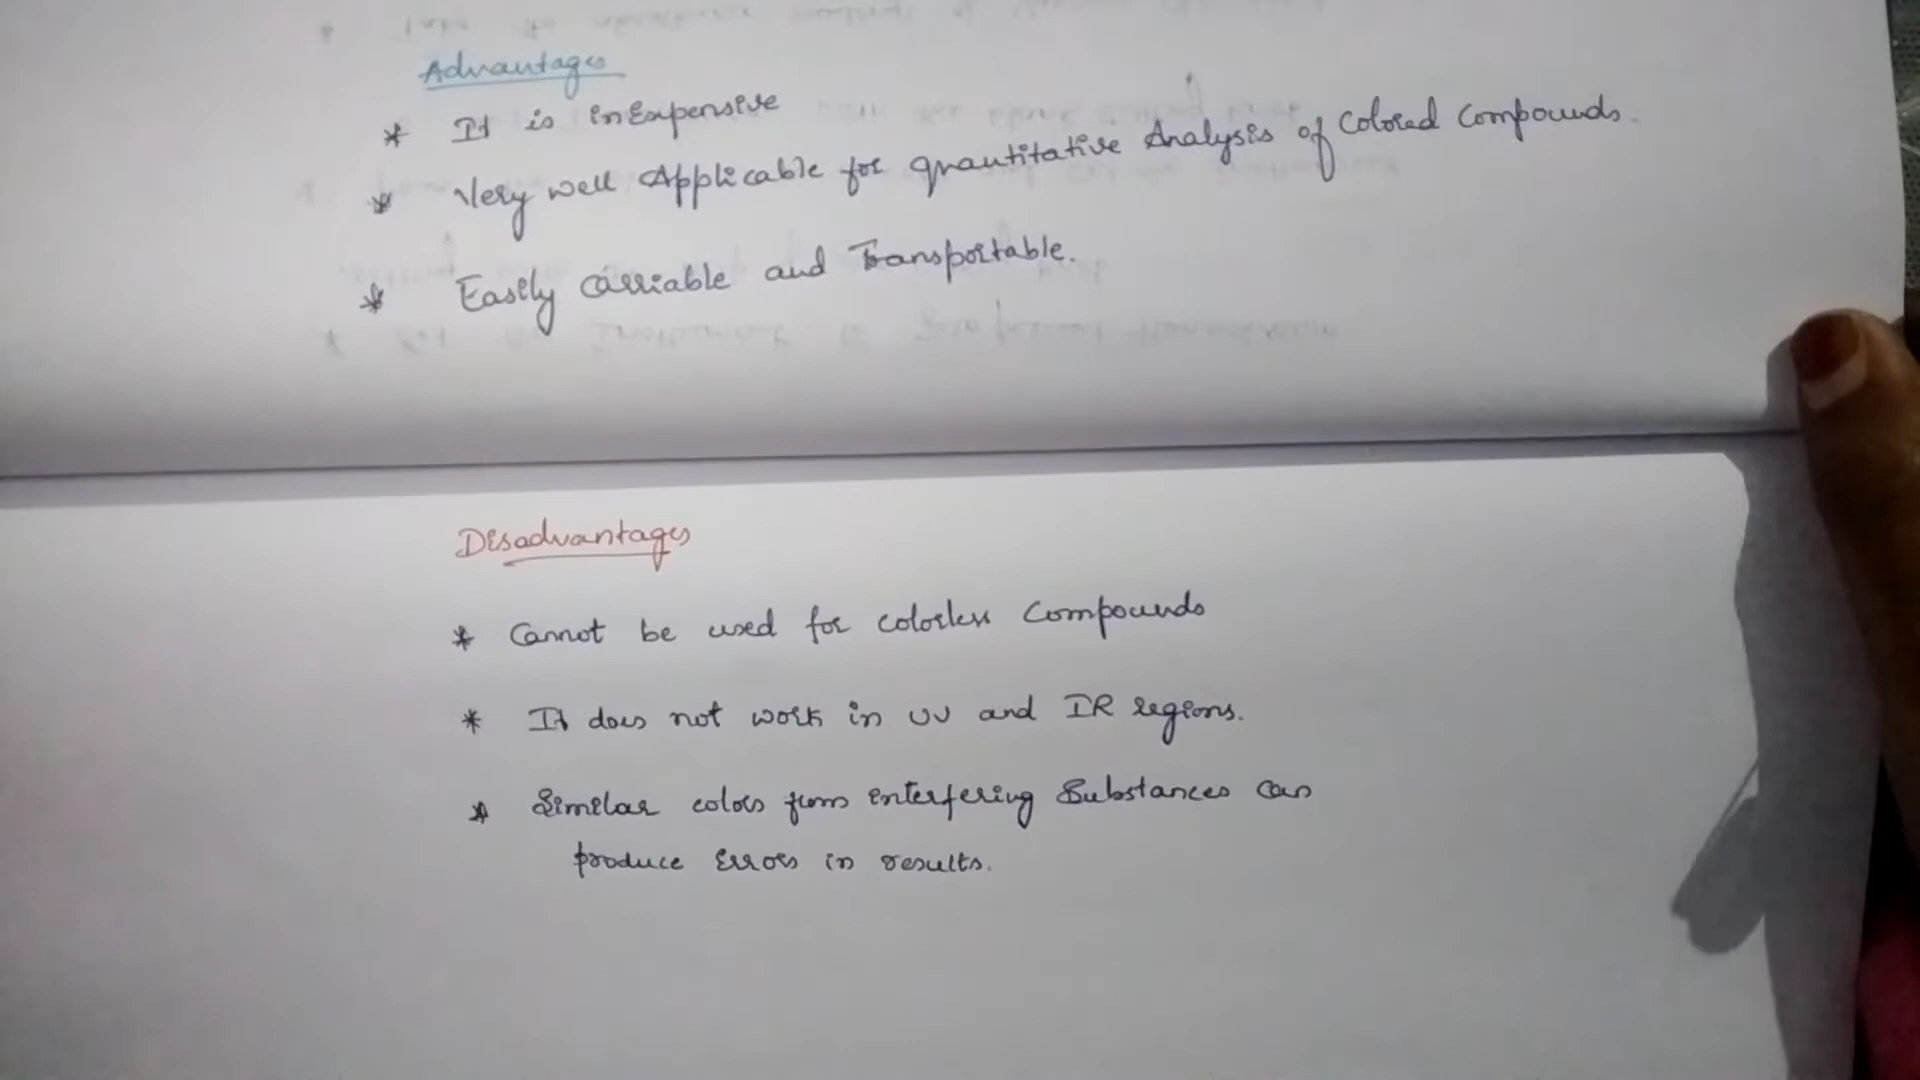 Advantages
* It is inExpensive
* Very well Applicable for quantitative Analysis of Colored Compounds.
* Easily Carriable and Transportable.
Disadvantages
* Cannot be used for colorless Compounds
* It does not work in UV and IR regions.
* Similar colors from interfering Substances can
produce Errors in results.